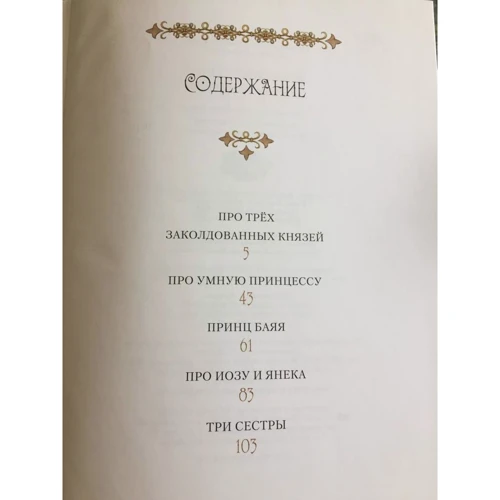 СОДЕРЖАНИЕ
ПРО ТРЁХ
ЗАКОЛДОВАННЫХ КНЯЗЕЙ
5
ПРО УМНУЮ ПРИНЦЕССУ
43
ПРИНЦ БАЯЯ
61
ПРО ИОЗУ И ЯНЕКА
83
ТРИ СЕСТРЫ
103